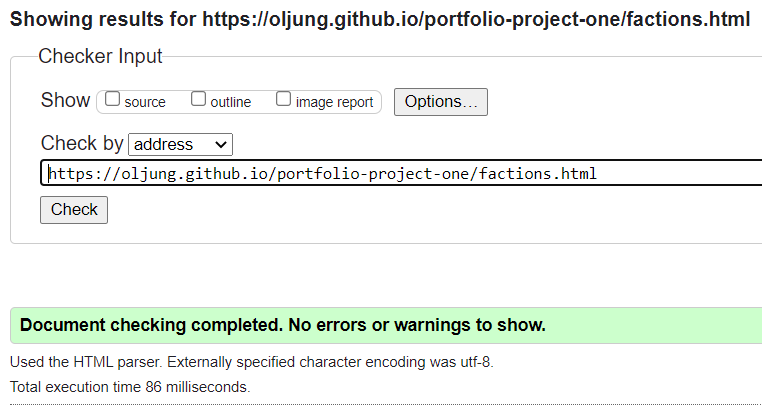 Showing results for https://oljung.github.io/portfolio-project-one/factions.html
Checker Input
Show source outline image report Options...
Check by address
https://oljung.github.io/portfolio-project-one/factions.html
Check
Document checking completed. No errors or warnings to show.
Used the HTML parser. Externally specified character encoding was utf-8.
Total execution time 86 milliseconds.